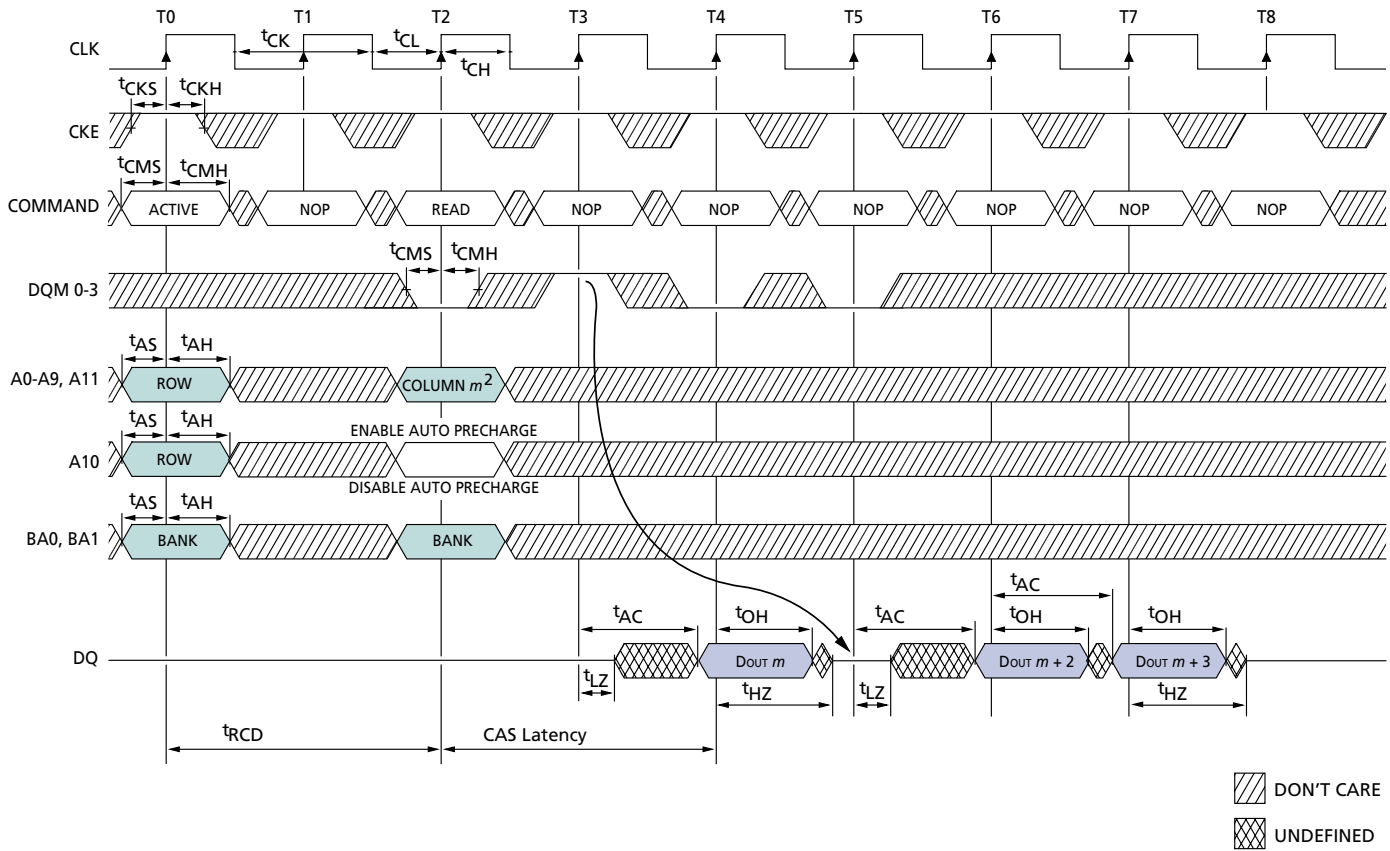 T0 T1 T2 T3 T4 T5 T6 T7 T8
CLK tCK tCL tCH
tCKS tCKH
CKE
tCMS tCMH
COMMAND ACTIVE NOP READ NOP NOP NOP NOP NOP NOP
tCMS tCMH
DQM 0-3
tAS tAH
A0-A9, A11 ROW COLUMN m2
tAS tAH ENABLE AUTO PRECHARGE
A10 ROW
DISABLE AUTO PRECHARGE
tAS tAH
BA0, BA1 BANK BANK
tAC
tAC tOH tAC tOH tOH
DQ DOUT m DOUT m + 2 DOUT m + 3
tLZ tHZ tLZ tHZ
tRCD CAS Latency
DON'T CARE
UNDEFINED